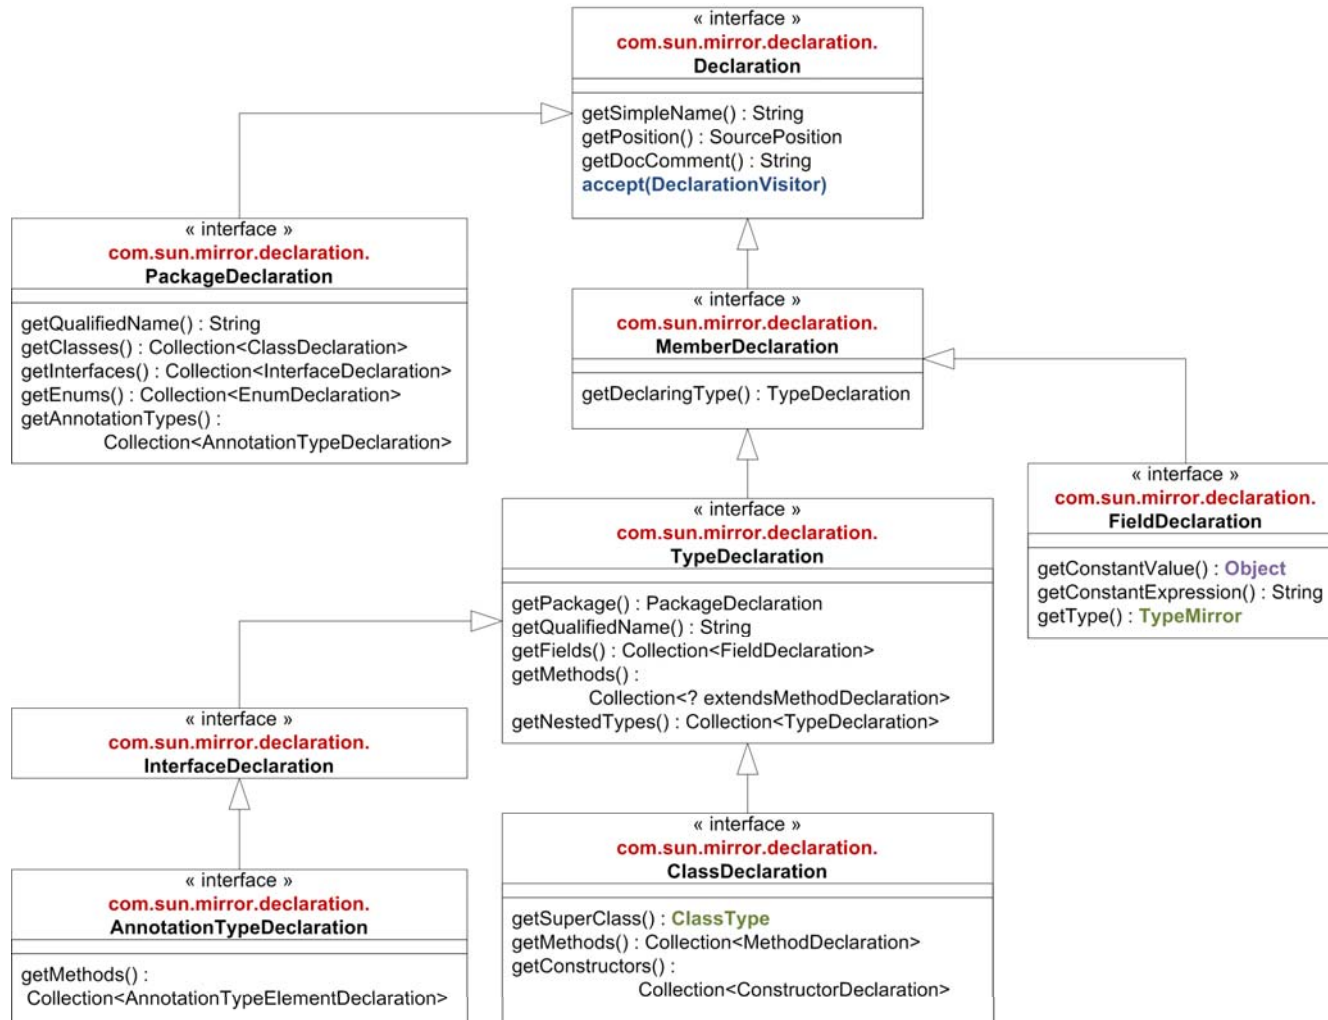 « interface »
com.sun.mirror.declaration.
Declaration
getSimpleName() : String
getPosition() : SourcePosition
getDocComment() : String
accept(DeclarationVisitor)
« interface »
com.sun.mirror.declaration.
PackageDeclaration
getQualifiedName() : String
getClasses() : Collection<ClassDeclaration>
getInterfaces() : Collection<InterfaceDeclaration>
getEnums() : Collection<EnumDeclaration>
getAnnotationTypes() :
Collection<AnnotationTypeDeclaration>
« interface »
com.sun.mirror.declaration.
MemberDeclaration
getDeclaringType() : TypeDeclaration
« interface »
com.sun.mirror.declaration.
FieldDeclaration
getConstantValue() : Object
getConstantExpression() : String
getType() : TypeMirror
« interface »
com.sun.mirror.declaration.
TypeDeclaration
getPackage() : PackageDeclaration
getQualifiedName() : String
getFields() : Collection<FieldDeclaration>
getMethods() :
Collection<? extendsMethodDeclaration>
getNestedTypes() : Collection<TypeDeclaration>
« interface »
com.sun.mirror.declaration.
InterfaceDeclaration
« interface »
com.sun.mirror.declaration.
AnnotationTypeDeclaration
getMethods() :
Collection<AnnotationTypeElementDeclaration>
« interface »
com.sun.mirror.declaration.
ClassDeclaration
getSuperClass() : ClassType
getMethods() : Collection<MethodDeclaration>
getConstructors() :
Collection<ConstructorDeclaration>